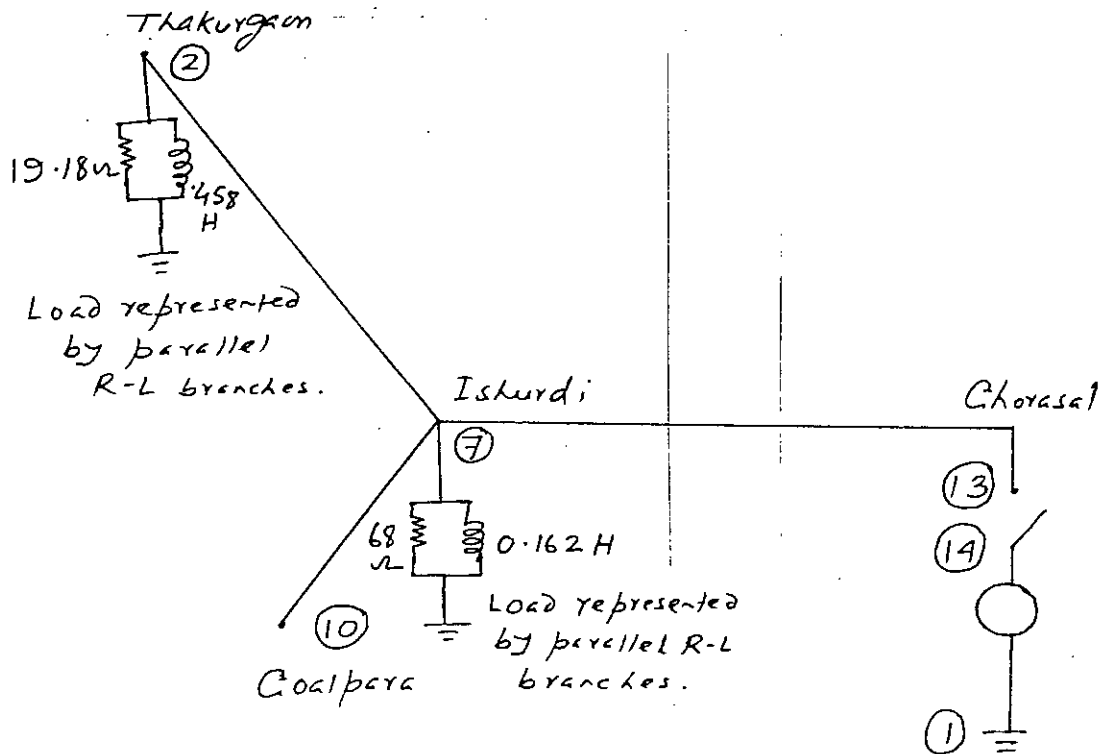 Thakurgaon
②
19.18Ω
.458
H
Load represented
by parallel
R-L branches.
Ishurdi
Ghorasal
⑦
⑬
68
Ω
0.162 H
⑭
Load represented
by parallel R-L
branches.
⑩
Goalpara
①